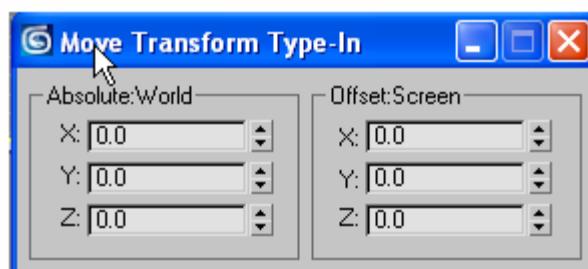 Move Transform Type-In
Absolute:World Offset:Screen
X: 0.0 X: 0.0
Y: 0.0 Y: 0.0
Z: 0.0 Z: 0.0